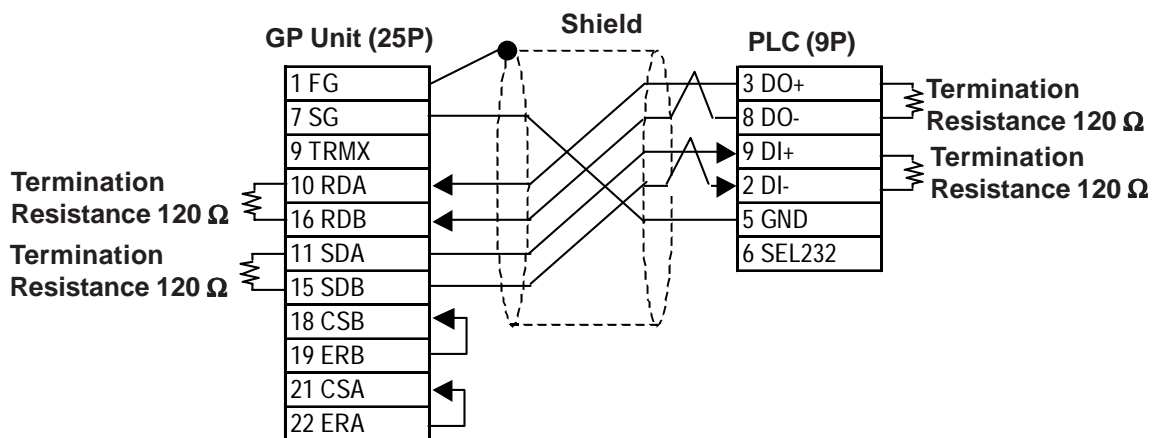 Shield
GP Unit (25P)
PLC (9P)
1 FG
7 SG
9 TRMX
10 RDA
16 RDB
11 SDA
15 SDB
18 CSB
19 ERB
21 CSA
22 ERA
Termination
Resistance 120 Ω
Termination
Resistance 120 Ω
3 DO+
8 DO-
9 DI+
2 DI-
5 GND
6 SEL232
Termination
Resistance 120 Ω
Termination
Resistance 120 Ω